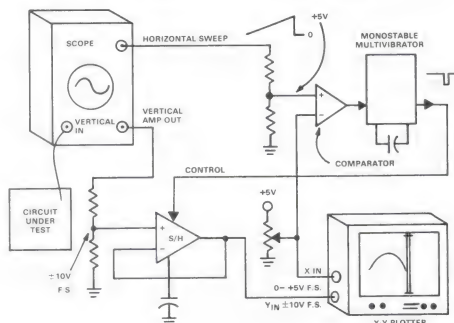 SCOPE
HORIZONTAL SWEEP
+5V
0
MONOSTABLE
MULTIVIBRATOR
VERTICAL
IN
VERTICAL
AMP OUT
+
−
COMPARATOR
CIRCUIT
UNDER
TEST
CONTROL
+5V
+
S/H
−
±10V
F S
X IN
0– +5V F.S.
YIN ±10V F.S.
X-Y PLOTTER